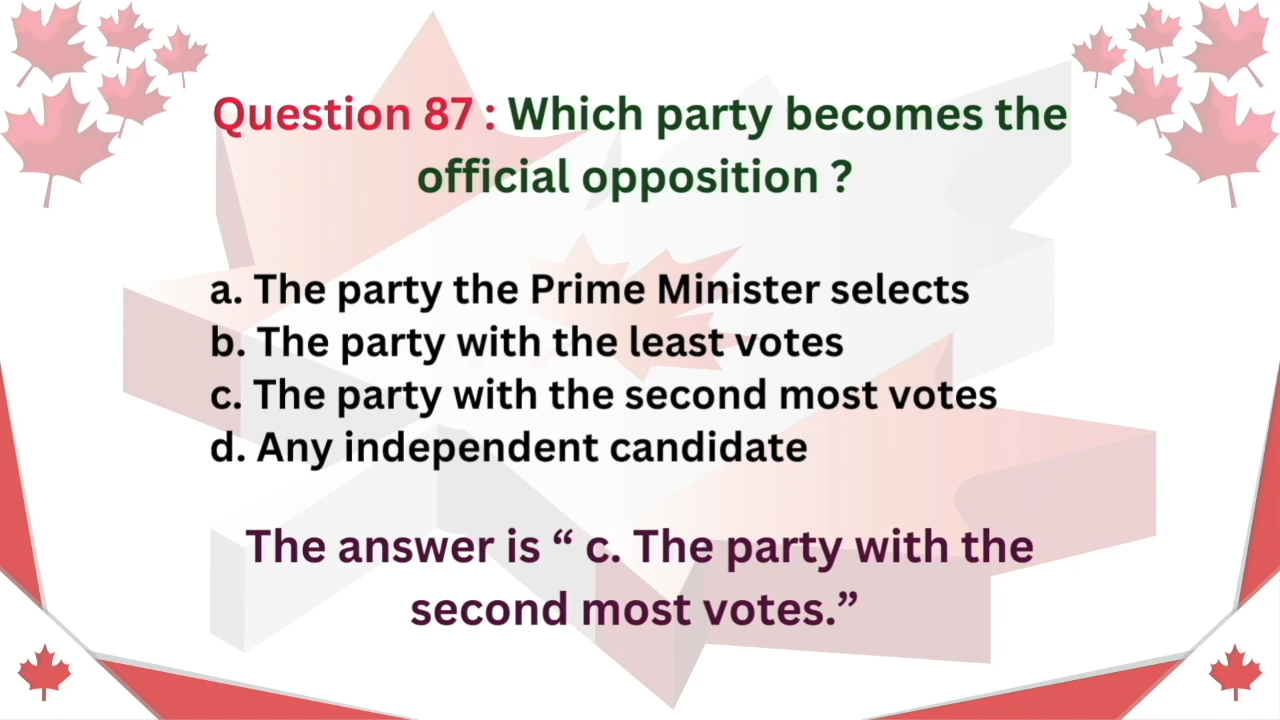 Question 87 : Which party becomes the
official opposition ?
a. The party the Prime Minister selects
b. The party with the least votes
c. The party with the second most votes
d. Any independent candidate
The answer is “ c. The party with the
second most votes.”